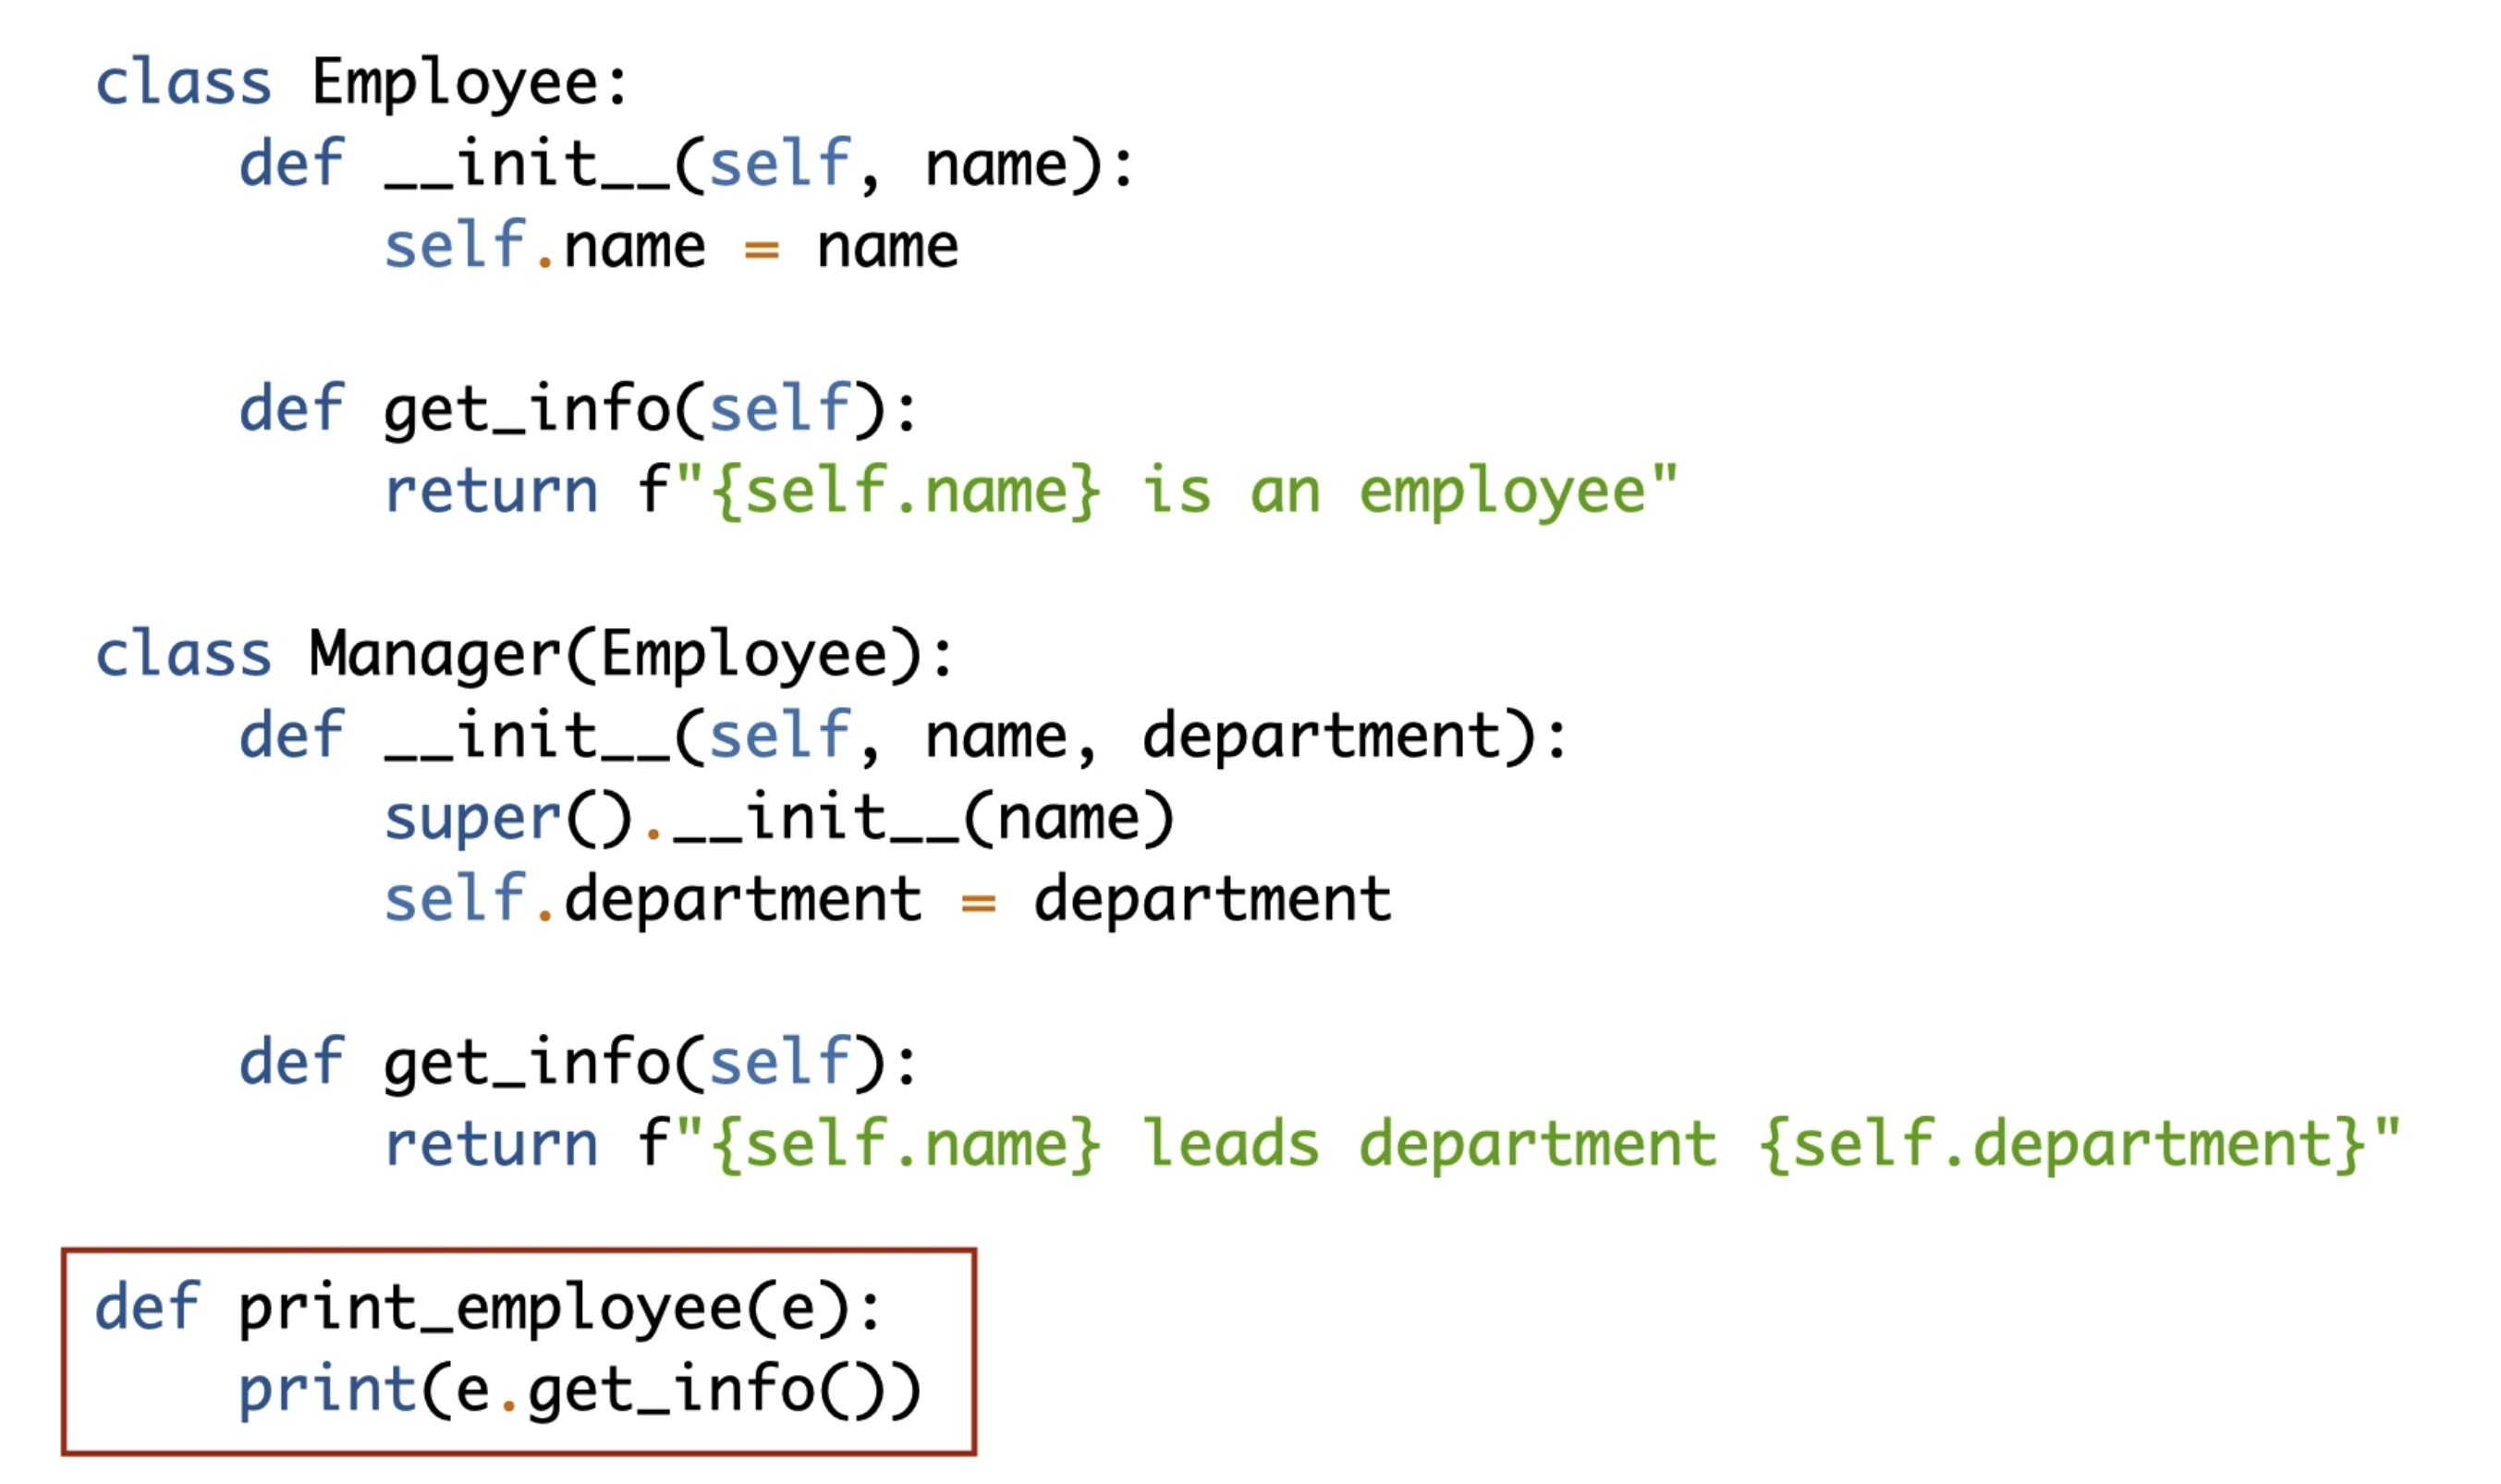 class Employee:
    def __init__(self, name):
        self.name = name

    def get_info(self):
        return f"{self.name} is an employee"

class Manager(Employee):
    def __init__(self, name, department):
        super().__init__(name)
        self.department = department

    def get_info(self):
        return f"{self.name} leads department {self.department}"

def print_employee(e):
    print(e.get_info())